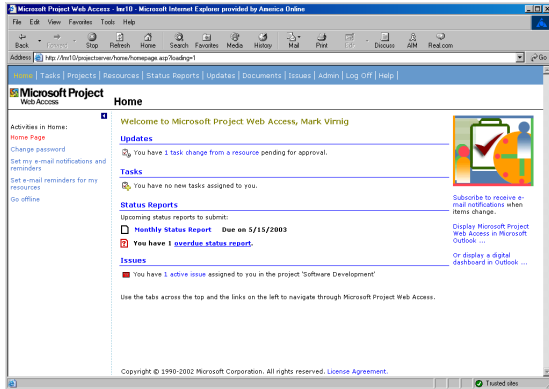 Microsoft Project Web Access - lmr10 - Microsoft Internet Explorer provided by America Online
File Edit View Favorites Tools Help
Back Forward Stop Refresh Home Search Favorites Media History Mail Print Edit Discuss AIM Real.com
Address http://lmr10/projectserver/home/homepage.asp?loading=1 Go
Home | Tasks | Projects | Resources | Status Reports | Updates | Documents | Issues | Admin | Log Off | Help |
Microsoft Project
Web Access
Home
Activities in Home:
Home Page
Change password
Set my e-mail notifications and
reminders
Set e-mail reminders for my
resources
Go offline
Welcome to Microsoft Project Web Access, Mark Virnig
Updates
You have 1 task change from a resource pending for approval.
Tasks
You have no new tasks assigned to you.
Status Reports
Upcoming status reports to submit:
Monthly Status Report Due on 5/15/2003
You have 1 overdue status report.
Issues
You have 1 active issue assigned to you in the project 'Software Development'
Use the tabs across the top and the links on the left to navigate through Microsoft Project Web Access.
Subscribe to receive e-
mail notifications when
items change.
Display Microsoft Project
Web Access in Microsoft
Outlook ...
Or display a digital
dashboard in Outlook ...
Copyright © 1990-2002 Microsoft Corporation. All rights reserved. License Agreement.
Trusted sites